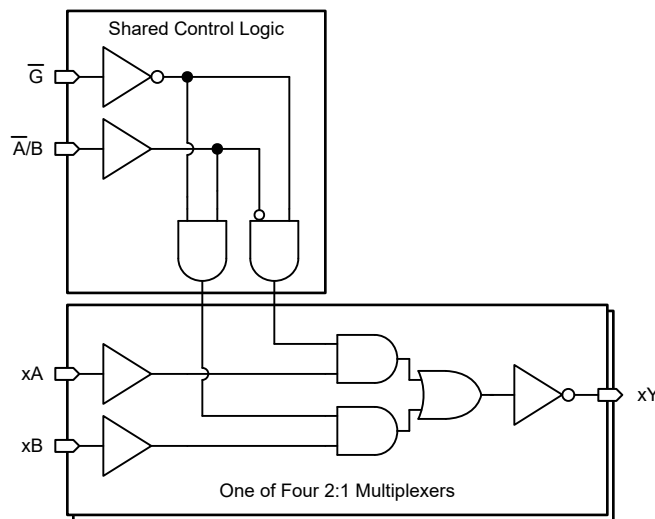 Shared Control Logic
G̅
A̅/B
xA
xB
xY
One of Four 2:1 Multiplexers